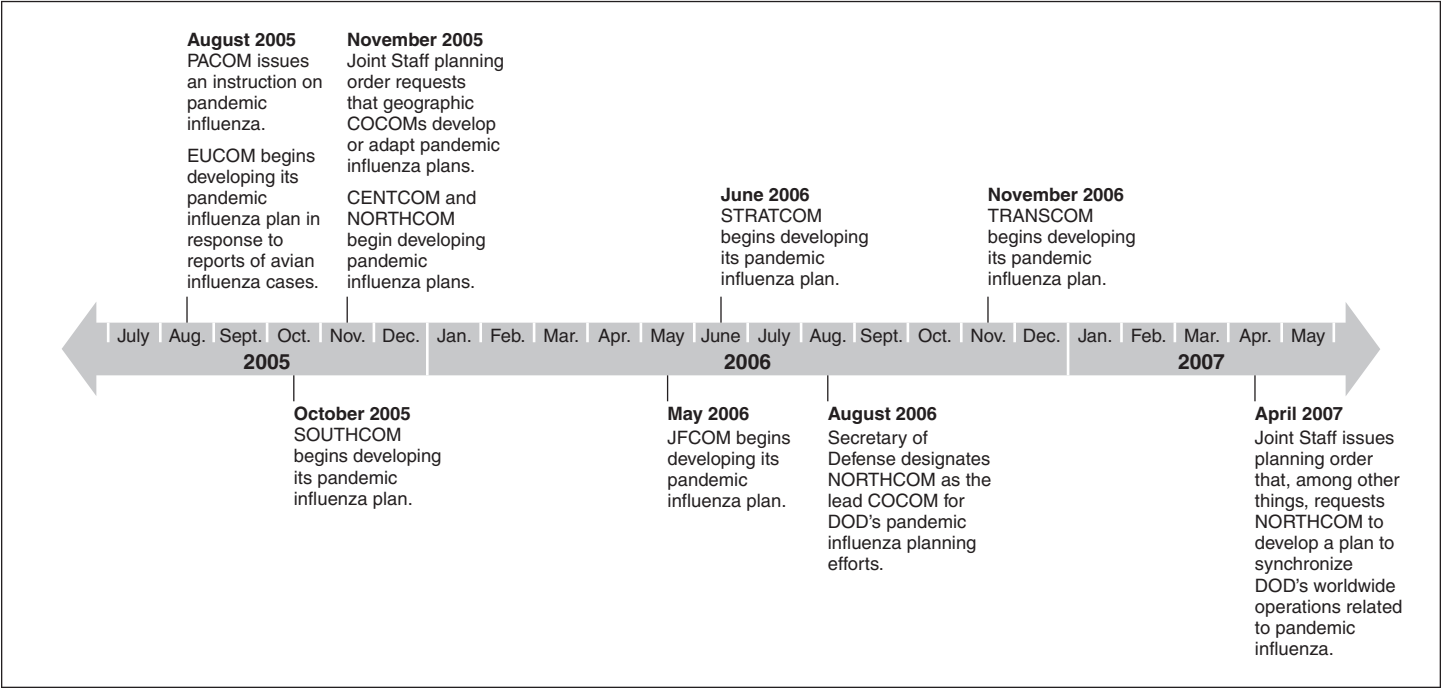 August 2005
PACOM issues
an instruction on
pandemic
influenza.
EUCOM begins
developing its
pandemic
influenza plan in
response to
reports of avian
influenza cases.
November 2005
Joint Staff planning
order requests
that geographic
COCOMs develop
or adapt pandemic
influenza plans.
CENTCOM and
NORTHCOM
begin developing
pandemic
influenza plans.
June 2006
STRATCOM
begins developing
its pandemic
influenza plan.
November 2006
TRANSCOM
begins developing
its pandemic
influenza plan.
July Aug. Sept. Oct. Nov. Dec. Jan. Feb. Mar. Apr. May June July Aug. Sept. Oct. Nov. Dec. Jan. Feb. Mar. Apr. May
2005 2006 2007
October 2005
SOUTHCOM
begins developing
its pandemic
influenza plan.
May 2006
JFCOM begins
developing its
pandemic
influenza plan.
August 2006
Secretary of
Defense designates
NORTHCOM as the
lead COCOM for
DOD's pandemic
influenza planning
efforts.
April 2007
Joint Staff issues
planning order
that, among other
things, requests
NORTHCOM to
develop a plan to
synchronize
DOD's worldwide
operations related
to pandemic
influenza.